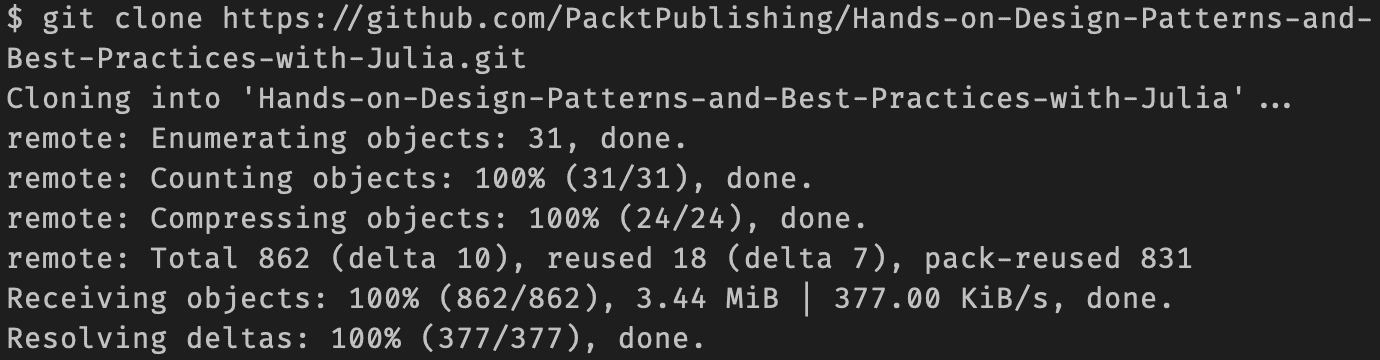 $ git clone https://github.com/PacktPublishing/Hands-on-Design-Patterns-and-
Best-Practices-with-Julia.git
Cloning into 'Hands-on-Design-Patterns-and-Best-Practices-with-Julia'...
remote: Enumerating objects: 31, done.
remote: Counting objects: 100% (31/31), done.
remote: Compressing objects: 100% (24/24), done.
remote: Total 862 (delta 10), reused 18 (delta 7), pack-reused 831
Receiving objects: 100% (862/862), 3.44 MiB | 377.00 KiB/s, done.
Resolving deltas: 100% (377/377), done.